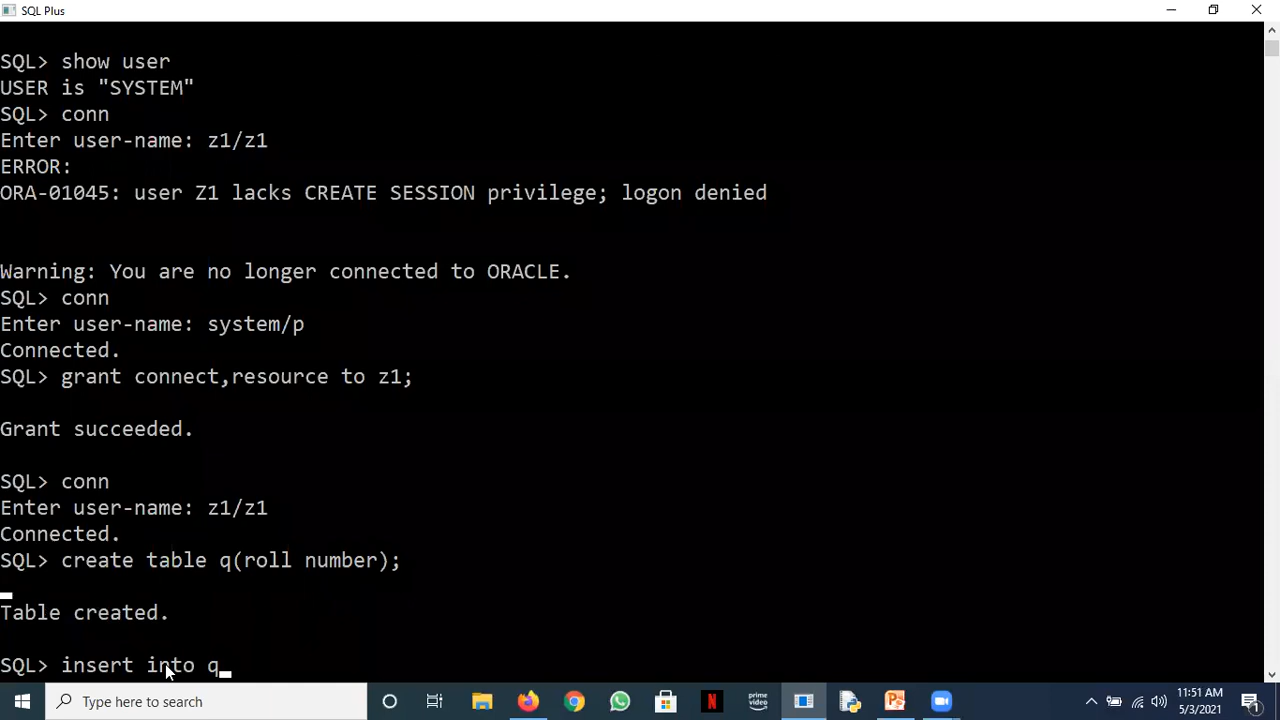 SQL Plus
SQL> show user
USER is "SYSTEM"
SQL> conn
Enter user-name: z1/z1
ERROR:
ORA-01045: user Z1 lacks CREATE SESSION privilege; logon denied
Warning: You are no longer connected to ORACLE.
SQL> conn
Enter user-name: system/p
Connected.
SQL> grant connect,resource to z1;
Grant succeeded.
SQL> conn
Enter user-name: z1/z1
Connected.
SQL> create table q(roll number);
Table created.
SQL> insert into q
Type here to search
N
prime video
11:51 AM
5/3/2021
1